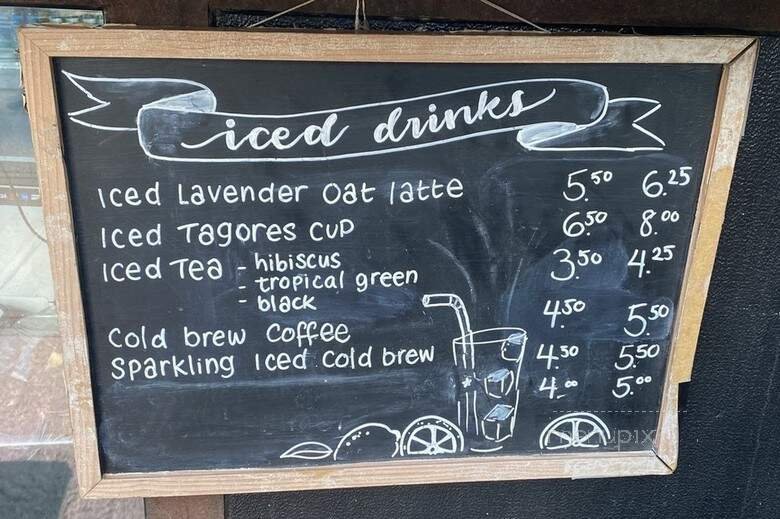 iced drinks
Iced Lavender Oat latte 5.50 6.25
Iced Tagores Cup 6.50 8.00
Iced Tea - hibiscus 3.50 4.25
- tropical green
- black
4.50 5.50
Cold brew Coffee
Sparkling Iced Cold brew 4.50 5.50
4.00 5.00
menupix